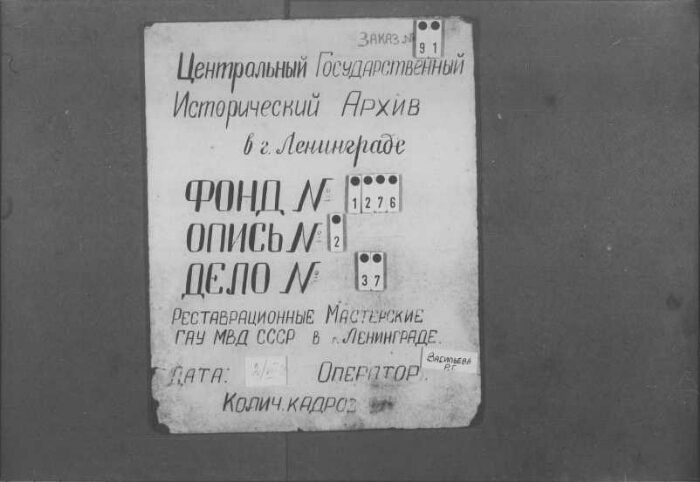 Заказ № 91
Центральный Государственный
Исторический Архив
в г. Ленинграде
ФОНД № 1276
ОПИСЬ № 2
ДЕЛО № 37
Реставрационные Мастерские
ГАУ МВД СССР в г. Ленинграде.
Дата: Оператор: Васильева Р.Г.
Колич. кадров